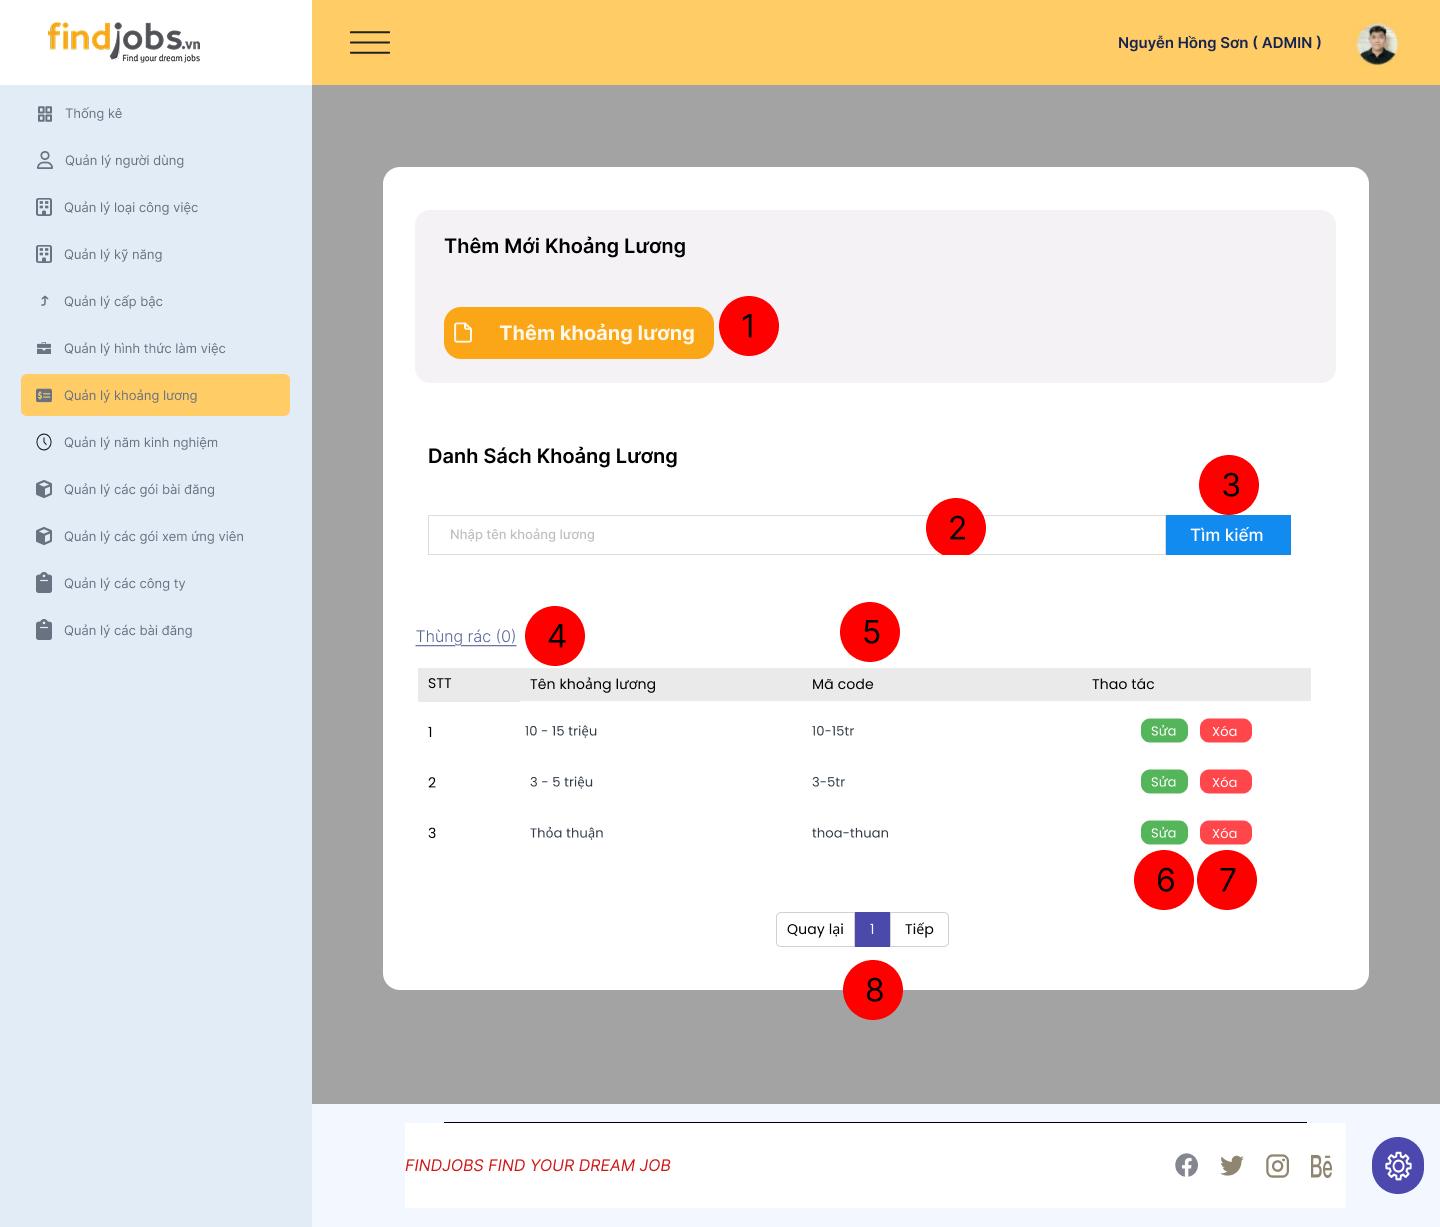 findjobs.vn
Find your dream jobs
Nguyễn Hồng Sơn ( ADMIN )
Thống kê
Quản lý người dùng
Quản lý loại công việc
Quản lý kỹ năng
Quản lý cấp bậc
Quản lý hình thức làm việc
Quản lý khoảng lương
Quản lý năm kinh nghiệm
Quản lý các gói bài đăng
Quản lý các gói xem ứng viên
Quản lý các công ty
Quản lý các bài đăng
Thêm Mới Khoảng Lương
Thêm khoảng lương 1
Danh Sách Khoảng Lương
3
Nhập tên khoảng lương 2 Tìm kiếm
Thùng rác (0) 4 5
STT Tên khoảng lương Mã code Thao tác
1 10 - 15 triệu 10-15tr Sửa Xóa
2 3 - 5 triệu 3-5tr Sửa Xóa
3 Thỏa thuận thoa-thuan Sửa Xóa
6 7
Quay lại 1 Tiếp
8
FINDJOBS FIND YOUR DREAM JOB